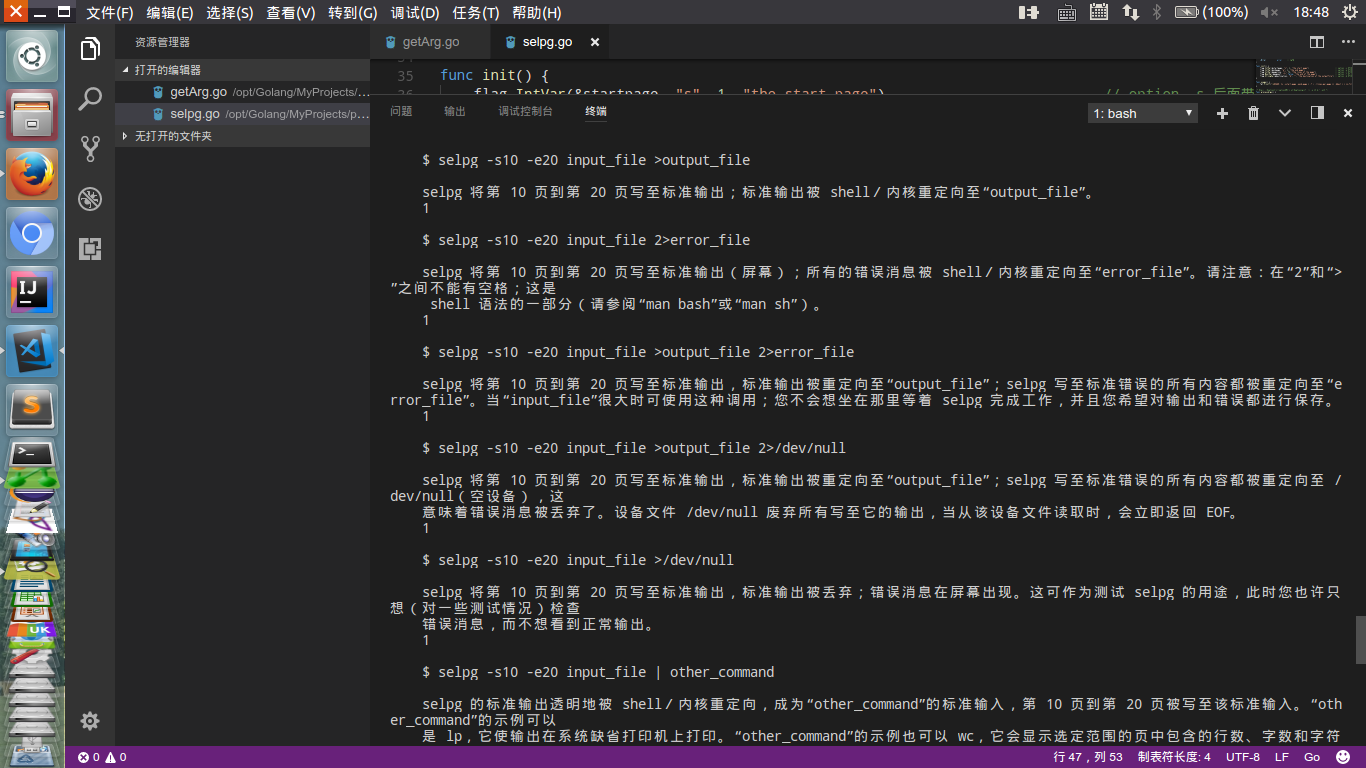 文件(F) 编辑(E) 选择(S) 查看(V) 转到(G) 调试(D) 任务(T) 帮助(H)
(100%) 18:48
资源管理器
打开的编辑器
getArg.go /opt/Golang/MyProjects/...
selpg.go /opt/Golang/MyProjects/p...
无打开的文件夹
getArg.go selpg.go
35 func init() {
flag.IntVar(&startpage, "s", 1, "the start page") // option -s 后面带
问题 输出 调试控制台 终端 1: bash
$ selpg -s10 -e20 input_file >output_file
selpg 将第 10 页到第 20 页写至标准输出；标准输出被 shell/内核重定向至“output_file”。
1
$ selpg -s10 -e20 input_file 2>error_file
selpg 将第 10 页到第 20 页写至标准输出（屏幕）；所有的错误消息被 shell/内核重定向至“error_file”。请注意：在“2”和“>
”之间不能有空格；这是
shell 语法的一部分（请参阅“man bash”或“man sh”）。
1
$ selpg -s10 -e20 input_file >output_file 2>error_file
selpg 将第 10 页到第 20 页写至标准输出，标准输出被重定向至“output_file”；selpg 写至标准错误的所有内容都被重定向至“e
rror_file”。当“input_file”很大时可使用这种调用；您不会想坐在那里等着 selpg 完成工作，并且您希望对输出和错误都进行保存。
1
$ selpg -s10 -e20 input_file >output_file 2>/dev/null
selpg 将第 10 页到第 20 页写至标准输出，标准输出被重定向至“output_file”；selpg 写至标准错误的所有内容都被重定向至 /
dev/null（空设备），这
意味着错误消息被丢弃了。设备文件 /dev/null 废弃所有写至它的输出，当从该设备文件读取时，会立即返回 EOF。
1
$ selpg -s10 -e20 input_file >/dev/null
selpg 将第 10 页到第 20 页写至标准输出，标准输出被丢弃；错误消息在屏幕出现。这可作为测试 selpg 的用途，此时您也许只
想（对一些测试情况）检查
错误消息，而不想看到正常输出。
1
$ selpg -s10 -e20 input_file | other_command
selpg 的标准输出透明地被 shell/内核重定向，成为“other_command”的标准输入，第 10 页到第 20 页被写至该标准输入。“oth
er_command”的示例可以
是 lp，它使输出在系统缺省打印机上打印。“other_command”的示例也可以 wc，它会显示选定范围的页中包含的行数、字数和字符
0 0 行 47，列 53 制表符长度: 4 UTF-8 LF Go